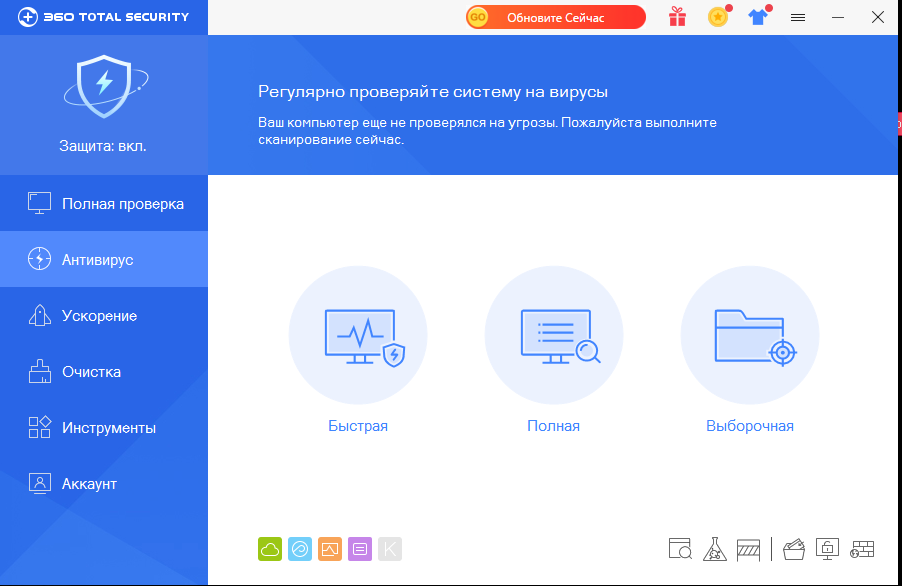 360 TOTAL SECURITY
GO Обновите Сейчас
Защита: вкл.
Регулярно проверяйте систему на вирусы
Ваш компьютер еще не проверялся на угрозы. Пожалуйста выполните
сканирование сейчас.
Полная проверка
Антивирус
Ускорение
Очистка
Инструменты
Аккаунт
Быстрая
Полная
Выборочная
K